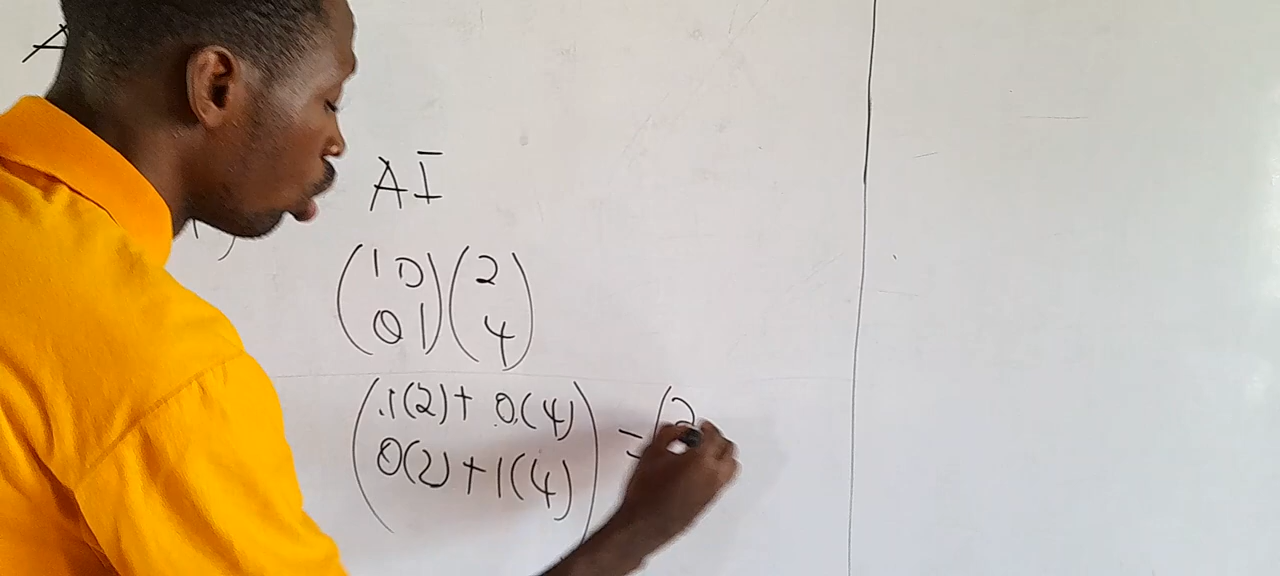 A
AI
(1 0) (2)
(0 1) (4)
(1(2) + 0(4)) = (2
(0(2) + 1(4))